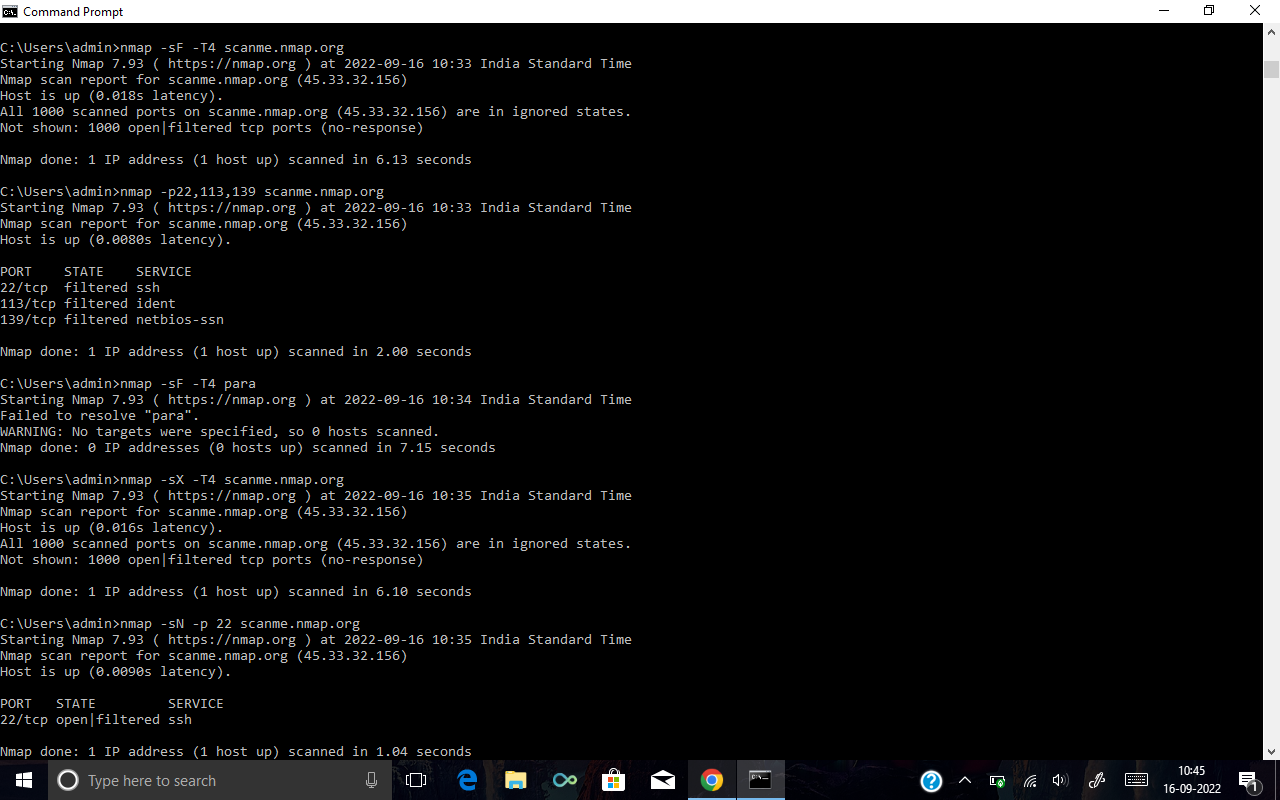 Command Prompt
C:\Users\admin>nmap -sF -T4 scanme.nmap.org
Starting Nmap 7.93 ( https://nmap.org ) at 2022-09-16 10:33 India Standard Time
Nmap scan report for scanme.nmap.org (45.33.32.156)
Host is up (0.018s latency).
All 1000 scanned ports on scanme.nmap.org (45.33.32.156) are in ignored states.
Not shown: 1000 open|filtered tcp ports (no-response)
Nmap done: 1 IP address (1 host up) scanned in 6.13 seconds
C:\Users\admin>nmap -p22,113,139 scanme.nmap.org
Starting Nmap 7.93 ( https://nmap.org ) at 2022-09-16 10:33 India Standard Time
Nmap scan report for scanme.nmap.org (45.33.32.156)
Host is up (0.0080s latency).
PORT    STATE    SERVICE
22/tcp  filtered ssh
113/tcp filtered ident
139/tcp filtered netbios-ssn
Nmap done: 1 IP address (1 host up) scanned in 2.00 seconds
C:\Users\admin>nmap -sF -T4 para
Starting Nmap 7.93 ( https://nmap.org ) at 2022-09-16 10:34 India Standard Time
Failed to resolve "para".
WARNING: No targets were specified, so 0 hosts scanned.
Nmap done: 0 IP addresses (0 hosts up) scanned in 7.15 seconds
C:\Users\admin>nmap -sX -T4 scanme.nmap.org
Starting Nmap 7.93 ( https://nmap.org ) at 2022-09-16 10:35 India Standard Time
Nmap scan report for scanme.nmap.org (45.33.32.156)
Host is up (0.016s latency).
All 1000 scanned ports on scanme.nmap.org (45.33.32.156) are in ignored states.
Not shown: 1000 open|filtered tcp ports (no-response)
Nmap done: 1 IP address (1 host up) scanned in 6.10 seconds
C:\Users\admin>nmap -sN -p 22 scanme.nmap.org
Starting Nmap 7.93 ( https://nmap.org ) at 2022-09-16 10:35 India Standard Time
Nmap scan report for scanme.nmap.org (45.33.32.156)
Host is up (0.0090s latency).
PORT   STATE         SERVICE
22/tcp open|filtered ssh
Nmap done: 1 IP address (1 host up) scanned in 1.04 seconds
Type here to search
10:45
16-09-2022
1